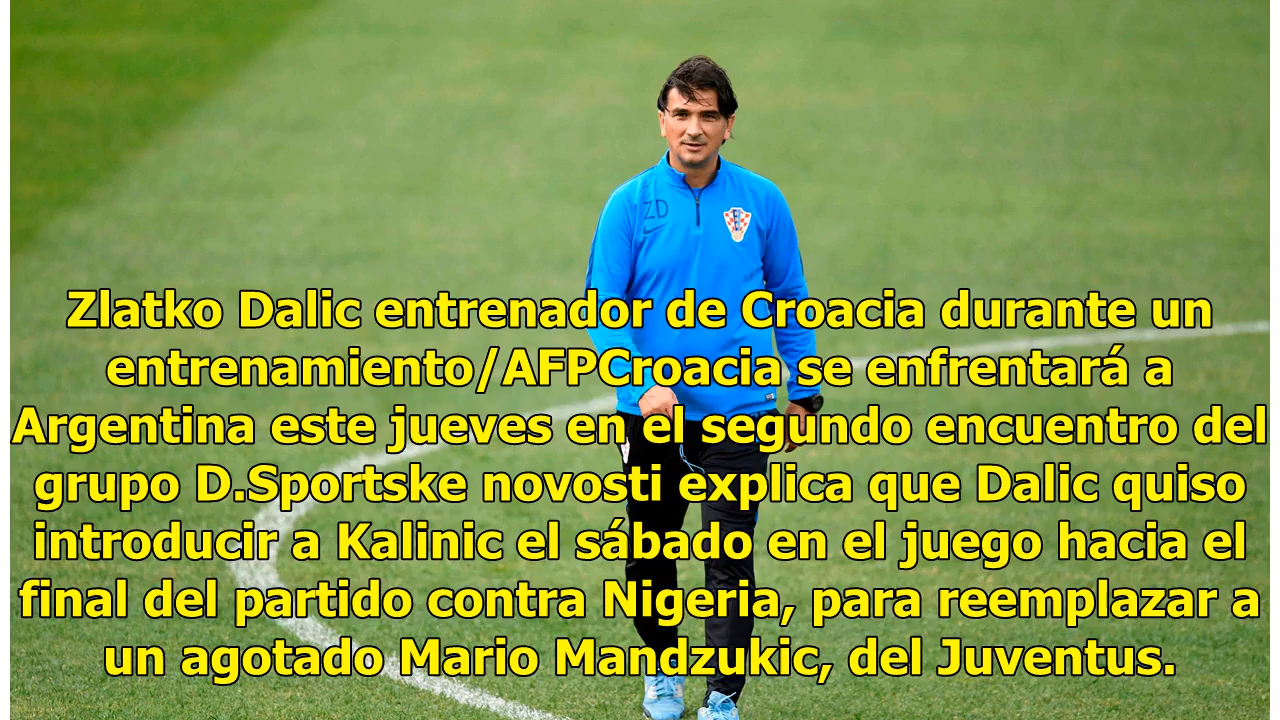 ZD
Zlatko Dalic entrenador de Croacia durante un
entrenamiento/AFPCroacia se enfrentará a
Argentina este jueves en el segundo encuentro del
grupo D.Sportske novosti explica que Dalic quiso
introducir a Kalinic el sábado en el juego hacia el
final del partido contra Nigeria, para reemplazar a
un agotado Mario Mandzukic, del Juventus.